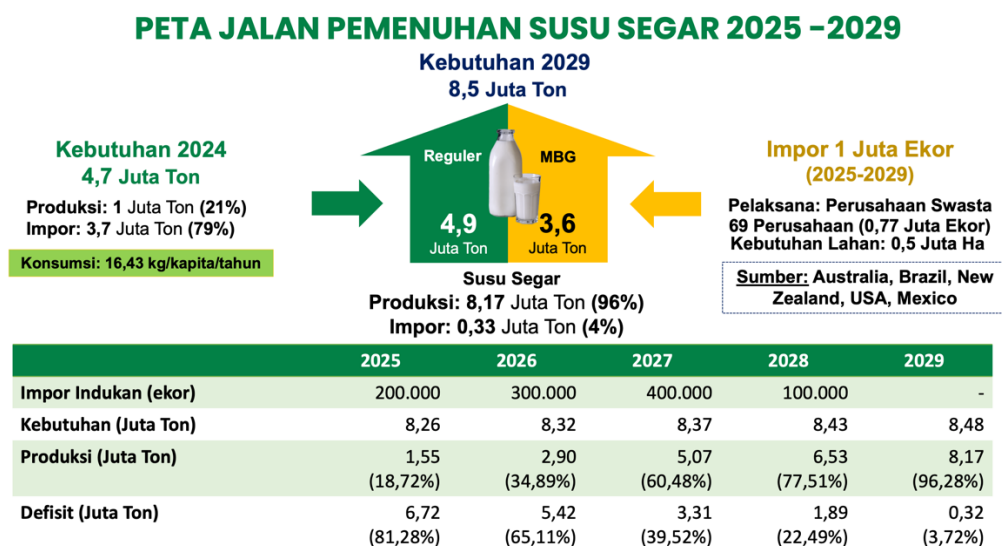 PETA JALAN PEMENUHAN SUSU SEGAR 2025 –2029
Kebutuhan 2029
8,5 Juta Ton
Kebutuhan 2024
4,7 Juta Ton
Produksi: 1 Juta Ton (21%)
Impor: 3,7 Juta Ton (79%)
Konsumsi: 16,43 kg/kapita/tahun
Reguler
4,9
Juta Ton
MBG
3,6
Juta Ton
Susu Segar
Produksi: 8,17 Juta Ton (96%)
Impor: 0,33 Juta Ton (4%)
Impor 1 Juta Ekor
(2025-2029)
Pelaksana: Perusahaan Swasta
69 Perusahaan (0,77 Juta Ekor)
Kebutuhan Lahan: 0,5 Juta Ha
Sumber: Australia, Brazil, New
Zealand, USA, Mexico
2025 2026 2027 2028 2029
Impor Indukan (ekor) 200.000 300.000 400.000 100.000 -
Kebutuhan (Juta Ton) 8,26 8,32 8,37 8,43 8,48
Produksi (Juta Ton) 1,55 2,90 5,07 6,53 8,17
(18,72%) (34,89%) (60,48%) (77,51%) (96,28%)
Defisit (Juta Ton) 6,72 5,42 3,31 1,89 0,32
(81,28%) (65,11%) (39,52%) (22,49%) (3,72%)